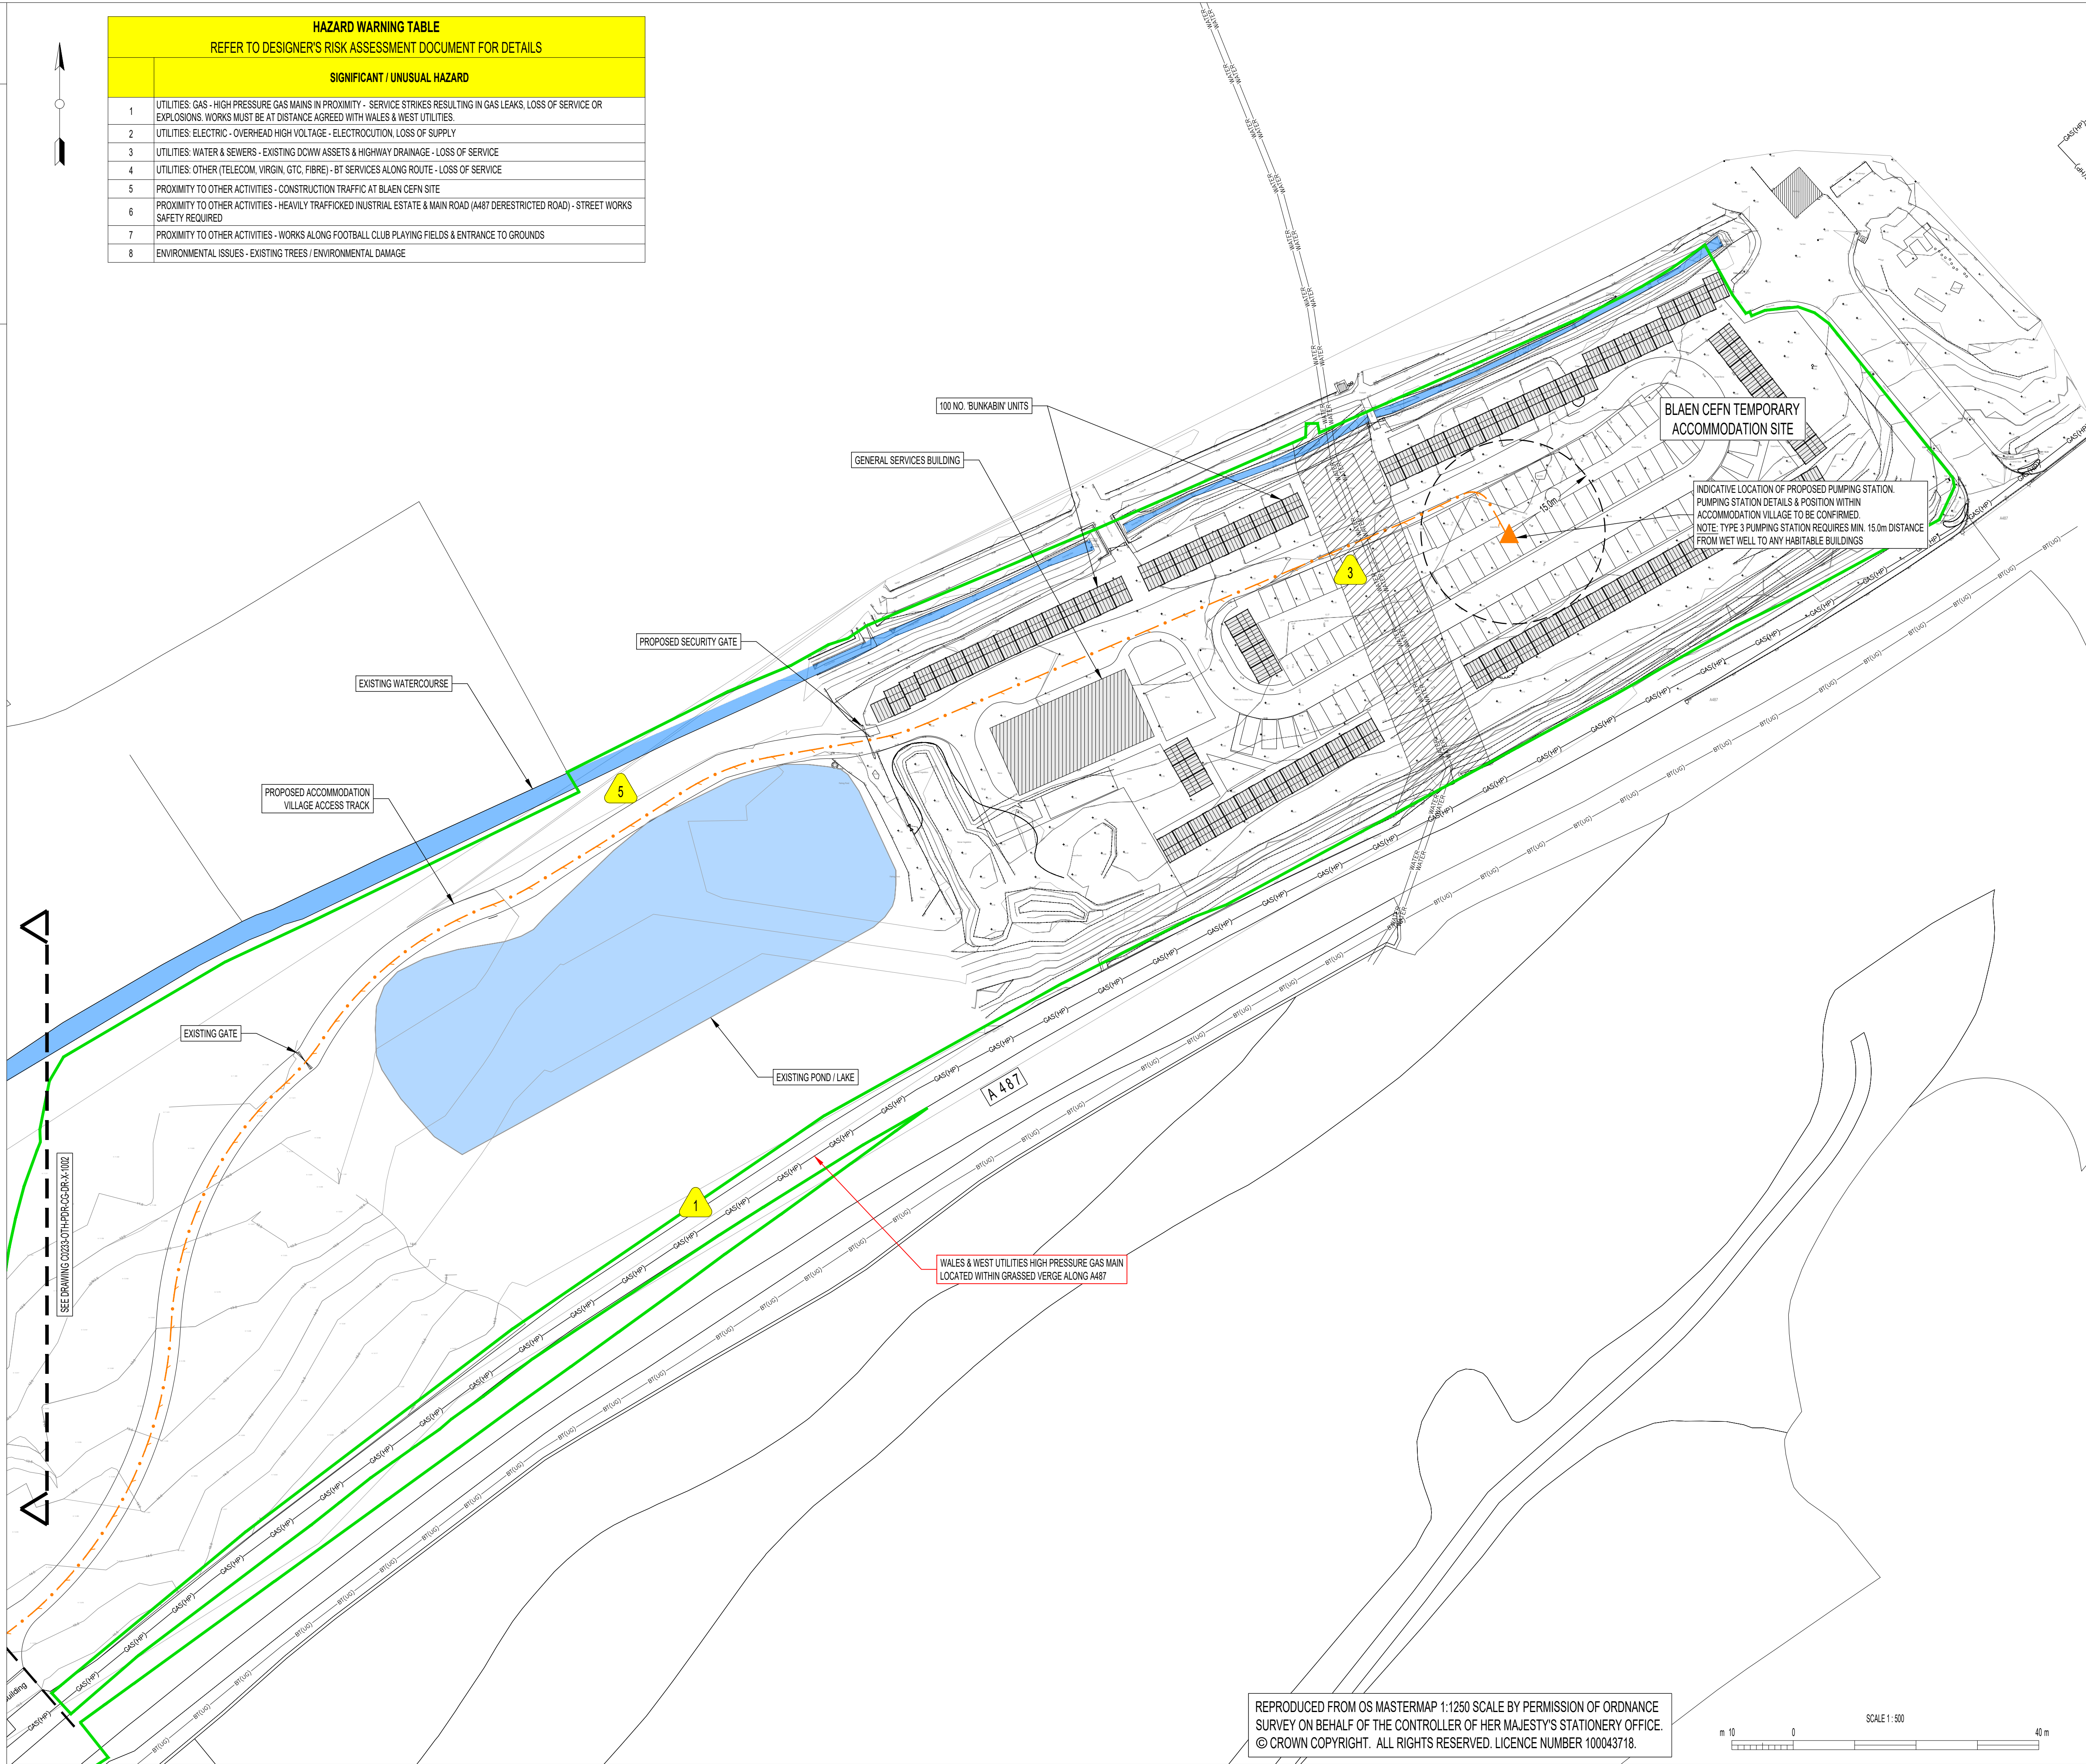 HAZARD WARNING TABLE
REFER TO DESIGNER'S RISK ASSESSMENT DOCUMENT FOR DETAILS
SIGNIFICANT / UNUSUAL HAZARD
1 UTILITIES: GAS - HIGH PRESSURE GAS MAINS IN PROXIMITY - SERVICE STRIKES RESULTING IN GAS LEAKS, LOSS OF SERVICE OR
EXPLOSIONS. WORKS MUST BE AT DISTANCE AGREED WITH WALES & WEST UTILITIES.
2 UTILITIES: ELECTRIC - OVERHEAD HIGH VOLTAGE - ELECTROCUTION, LOSS OF SUPPLY
3 UTILITIES: WATER & SEWERS - EXISTING DCWW ASSETS & HIGHWAY DRAINAGE - LOSS OF SERVICE
4 UTILITIES: OTHER (TELECOM, VIRGIN, GTC, FIBRE) - BT SERVICES ALONG ROUTE - LOSS OF SERVICE
5 PROXIMITY TO OTHER ACTIVITIES - CONSTRUCTION TRAFFIC AT BLAEN CEFN SITE
6 PROXIMITY TO OTHER ACTIVITIES - HEAVILY TRAFFICKED INUSTRIAL ESTATE & MAIN ROAD (A487 DERESTRICTED ROAD) - STREET WORKS
SAFETY REQUIRED
7 PROXIMITY TO OTHER ACTIVITIES - WORKS ALONG FOOTBALL CLUB PLAYING FIELDS & ENTRANCE TO GROUNDS
8 ENVIRONMENTAL ISSUES - EXISTING TREES / ENVIRONMENTAL DAMAGE
100 NO. 'BUNKABIN' UNITS
GENERAL SERVICES BUILDING
BLAEN CEFN TEMPORARY
ACCOMMODATION SITE
INDICATIVE LOCATION OF PROPOSED PUMPING STATION.
PUMPING STATION DETAILS & POSITION WITHIN
ACCOMMODATION VILLAGE TO BE CONFIRMED.
NOTE: TYPE 3 PUMPING STATION REQUIRES MIN. 15.0m DISTANCE
FROM WET WELL TO ANY HABITABLE BUILDINGS
15.0m
3
PROPOSED SECURITY GATE
EXISTING WATERCOURSE
PROPOSED ACCOMMODATION
VILLAGE ACCESS TRACK
5
EXISTING GATE
EXISTING POND / LAKE
A 487
SEE DRAWING C0233-OTH-PDR-CG-DR-X-1002
1
WALES & WEST UTILITIES HIGH PRESSURE GAS MAIN
LOCATED WITHIN GRASSED VERGE ALONG A487
WATER
GAS(HP)
BT(UG)
REPRODUCED FROM OS MASTERMAP 1:1250 SCALE BY PERMISSION OF ORDNANCE
SURVEY ON BEHALF OF THE CONTROLLER OF HER MAJESTY'S STATIONERY OFFICE.
© CROWN COPYRIGHT. ALL RIGHTS RESERVED. LICENCE NUMBER 100043718.
SCALE 1 : 500
m 10 0 40 m